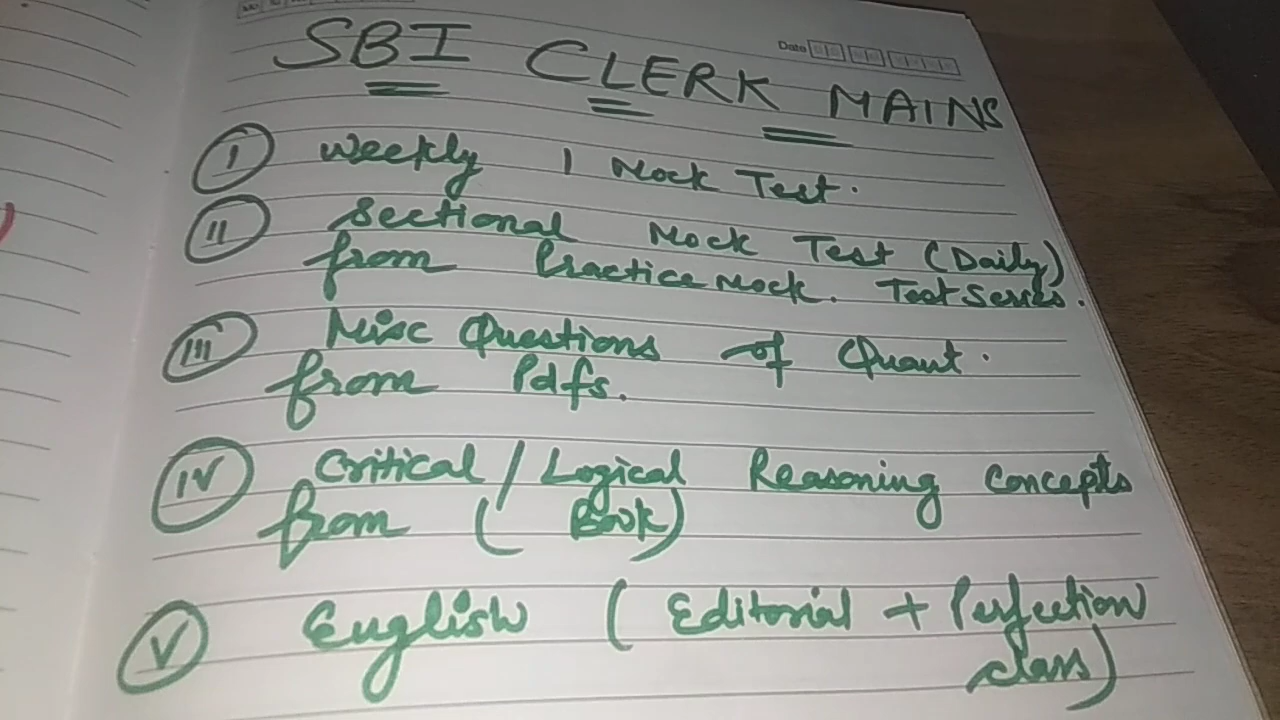 Date
SBI CLERK MAINS
I Weekly 1 Mock Test.
II Sectional Mock Test (Daily)
from Practice Mock. Test Series.
III Misc Questions of Quant.
from Pdfs.
IV Critical / Logical Reasoning Concepts
from ( Book)
V English ( Editorial + Perfection
class)